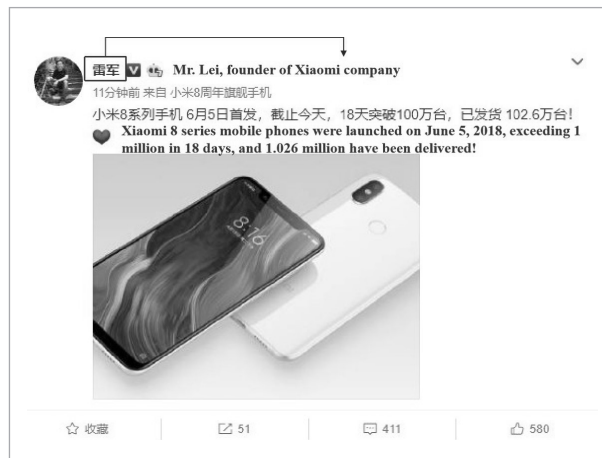 雷军 V Mr. Lei, founder of Xiaomi company
11分钟前 来自 小米8周年旗舰手机
小米8系列手机 6月5日首发，截止今天，18天突破100万台，已发货 102.6万台！
Xiaomi 8 series mobile phones were launched on June 5, 2018, exceeding 1
million in 18 days, and 1.026 million have been delivered!
8:16
收藏 51 411 580